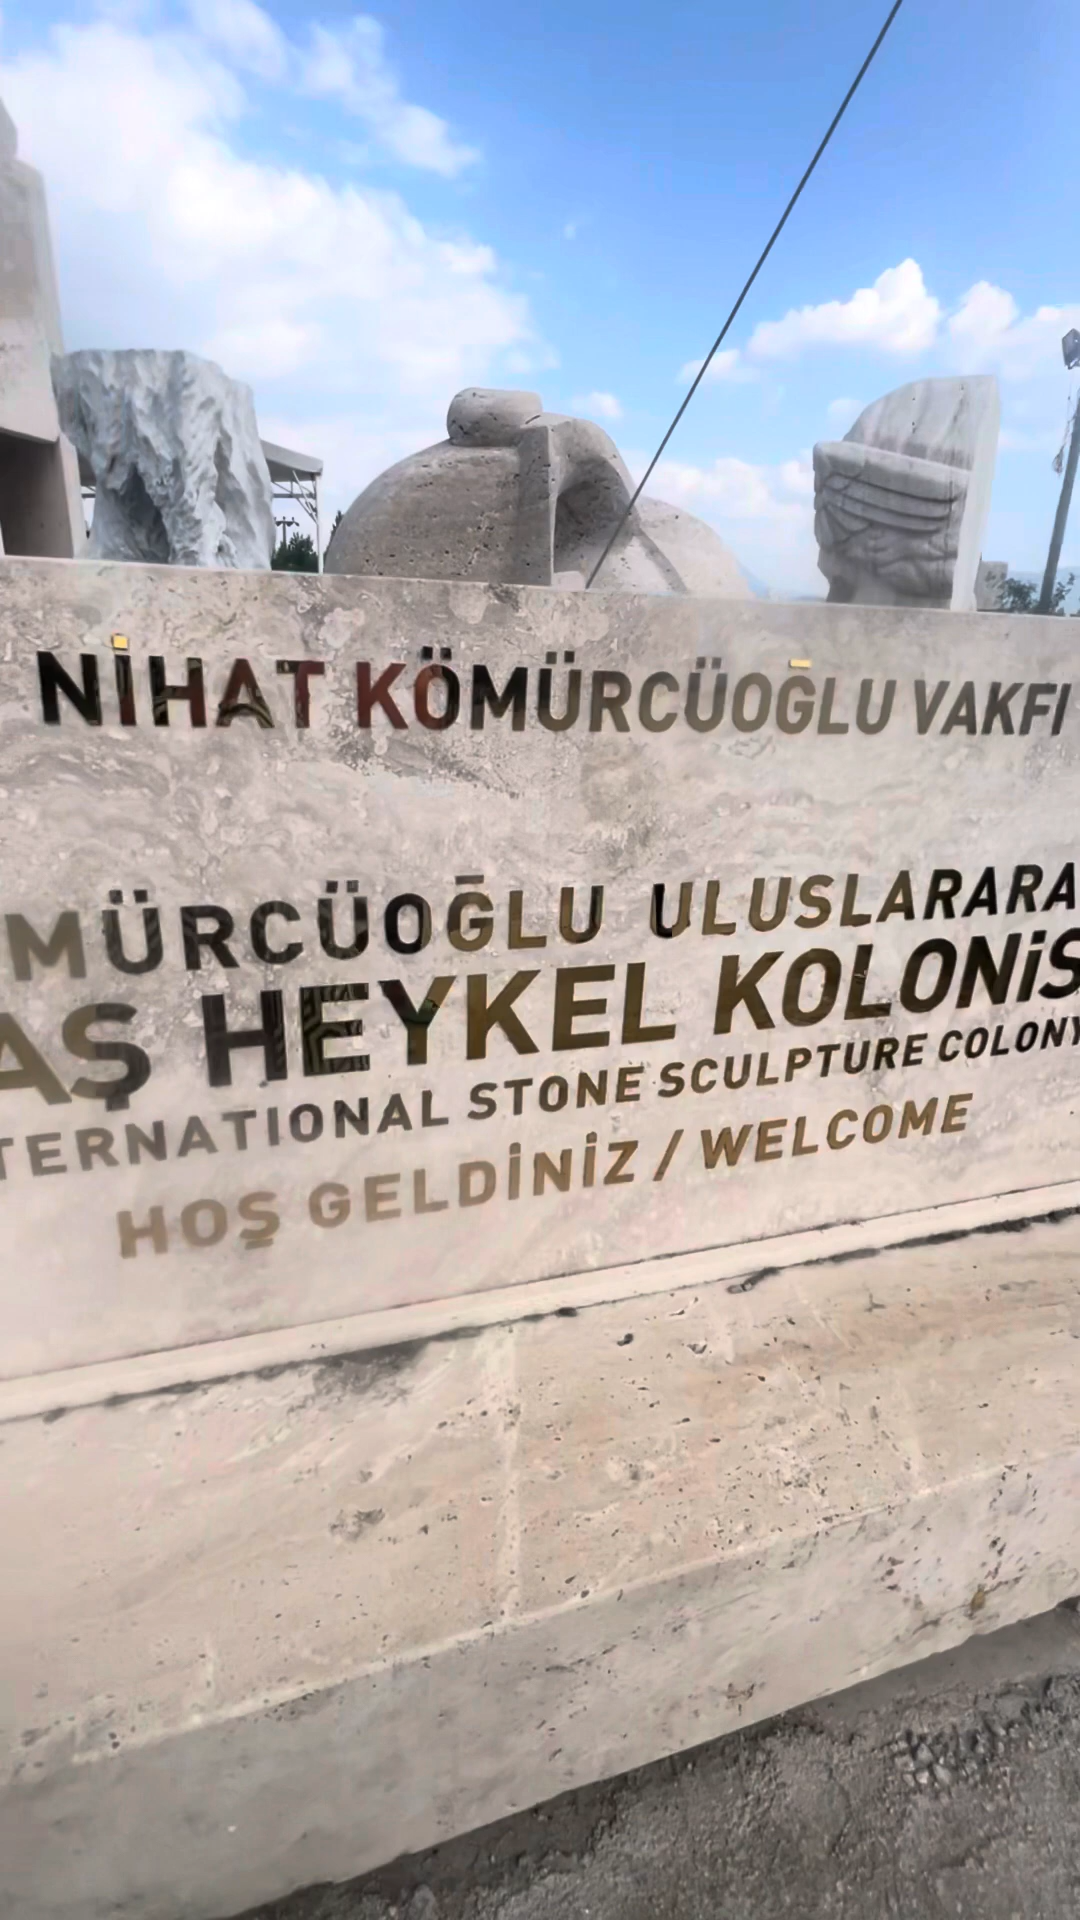 NİHAT KÖMÜRCÜOĞLU VAKFI
MÜRCÜOĞLU ULUSLARARA
AŞ HEYKEL KOLONİS
TERNATIONAL STONE SCULPTURE COLONY
HOŞ GELDİNİZ / WELCOME